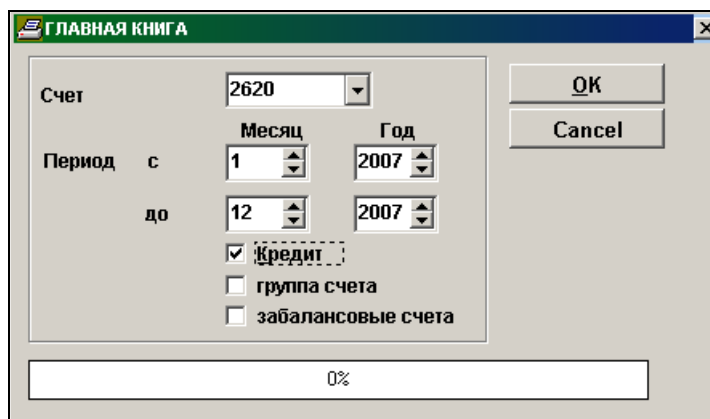 ГЛАВНАЯ КНИГА
Счет 2620 OK
Месяц Год Cancel
Период с 1 2007
до 12 2007
Кредит
группа счета
забалансовые счета
0%